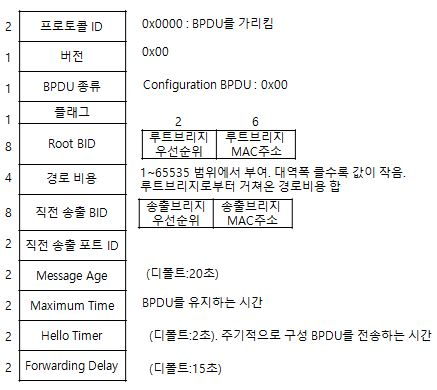 2 프로토콜 ID 0x0000 : BPDU를 가리킴
1 버전 0x00
1 BPDU 종류 Configuration BPDU : 0x00
1 플래그
2 6
8 Root BID 루트브리지 우선순위 루트브리지 MAC주소
4 경로 비용 1~65535 범위에서 부여. 대역폭 클수록 값이 작음.
루트브리지로부터 거쳐온 경로비용 합
8 직전 송출 BID 송출브리지 우선순위 송출브리지 MAC주소
2 직전 송출 포트 ID
2 Message Age (디폴트:20초)
2 Maximum Time BPDU를 유지하는 시간
2 Hello Timer (디폴트:2초). 주기적으로 구성 BPDU를 전송하는 시간
2 Forwarding Delay (디폴트:15초)